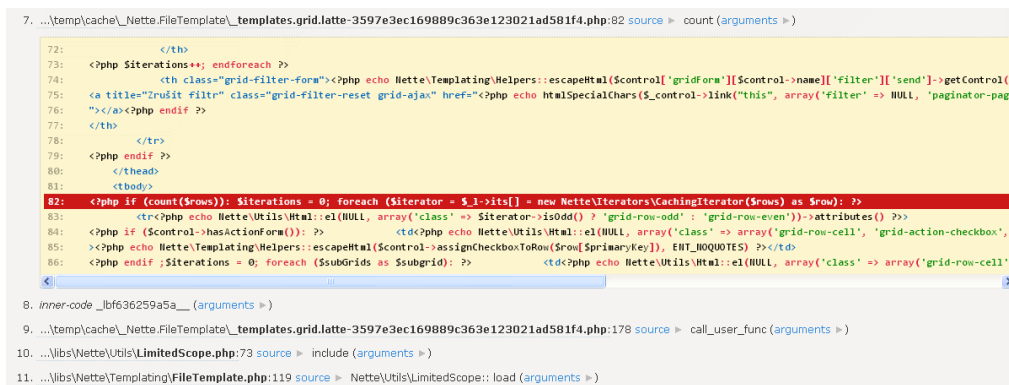 7. ...\temp\cache\_Nette.FileTemplate\_templates.grid.latte-3597e3ec169889c363e123021ad581f4.php:82 source ► count (arguments ►)
72: </th>
73: <?php $iterations++; endforeach ?>
74: <th class="grid-filter-form"><?php echo Nette\Templating\Helpers::escapeHtml($control['gridForm'][$control->name]['filter']['send']->getControl(
75: <a title="Zrušit filtr" class="grid-filter-reset grid-ajax" href="<?php echo htmlSpecialChars($_control->link("this", array('filter' => NULL, 'paginator-pag
76: "></a><?php endif ?>
77: </th>
78: </tr>
79: <?php endif ?>
80: </thead>
81: <tbody>
82: <?php if (count($rows)): $iterations = 0; foreach ($iterator = $_l->its[] = new Nette\Iterators\CachingIterator($rows) as $row): ?>
83: <tr<?php echo Nette\Utils\Html::el(NULL, array('class' => $iterator->isOdd() ? 'grid-row-odd' : 'grid-row-even'))->attributes() ?>>
84: <?php if ($control->hasActionForm()): ?> <td<?php echo Nette\Utils\Html::el(NULL, array('class' => array('grid-row-cell', 'grid-action-checkbox',
85: ><?php echo Nette\Templating\Helpers::escapeHtml($control->assignCheckboxToRow($row[$primaryKey]), ENT_NOQUOTES) ?></td>
86: <?php endif ;$iterations = 0; foreach ($subGrids as $subgrid): ?> <td<?php echo Nette\Utils\Html::el(NULL, array('class' => array('grid-row-cell'
8. inner-code _lbf636259a5a__ (arguments ►)
9. ...\temp\cache\_Nette.FileTemplate\_templates.grid.latte-3597e3ec169889c363e123021ad581f4.php:178 source ► call_user_func (arguments ►)
10. ...\libs\Nette\Utils\LimitedScope.php:73 source ► include (arguments ►)
11. ...\libs\Nette\Templating\FileTemplate.php:119 source ► Nette\Utils\LimitedScope:: load (arguments ►)